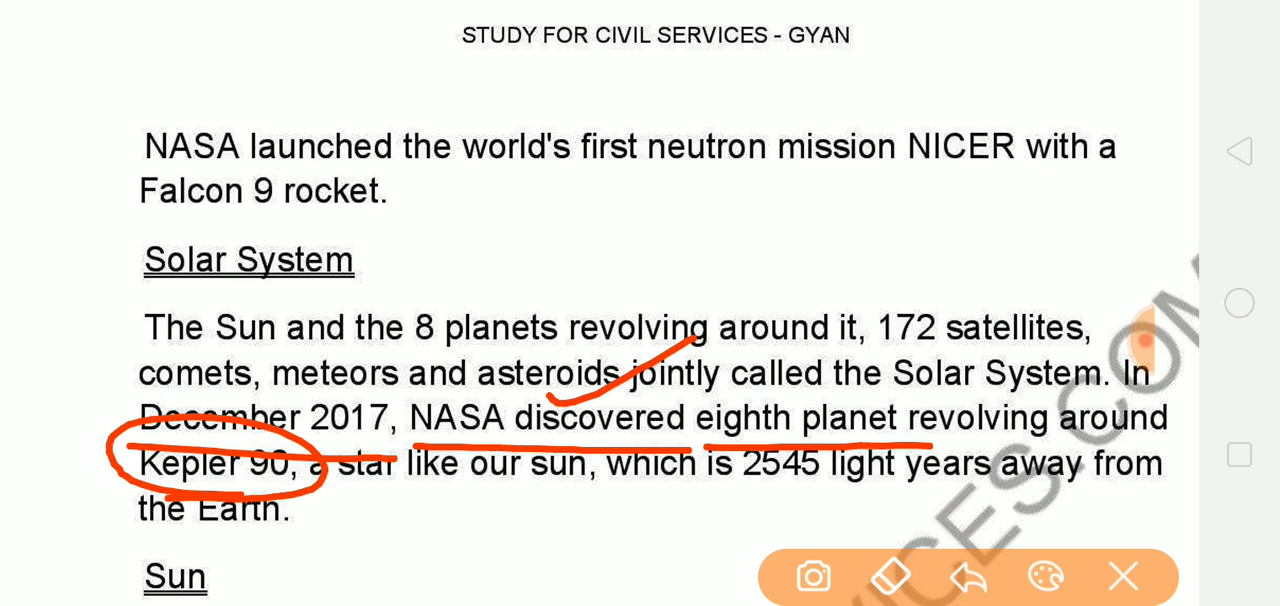 STUDY FOR CIVIL SERVICES - GYAN
NASA launched the world's first neutron mission NICER with a
Falcon 9 rocket.
Solar System
The Sun and the 8 planets revolving around it, 172 satellites,
comets, meteors and asteroids jointly called the Solar System. In
December 2017, NASA discovered eighth planet revolving around
Kepler 90, a star like our sun, which is 2545 light years away from
the Earth.
Sun